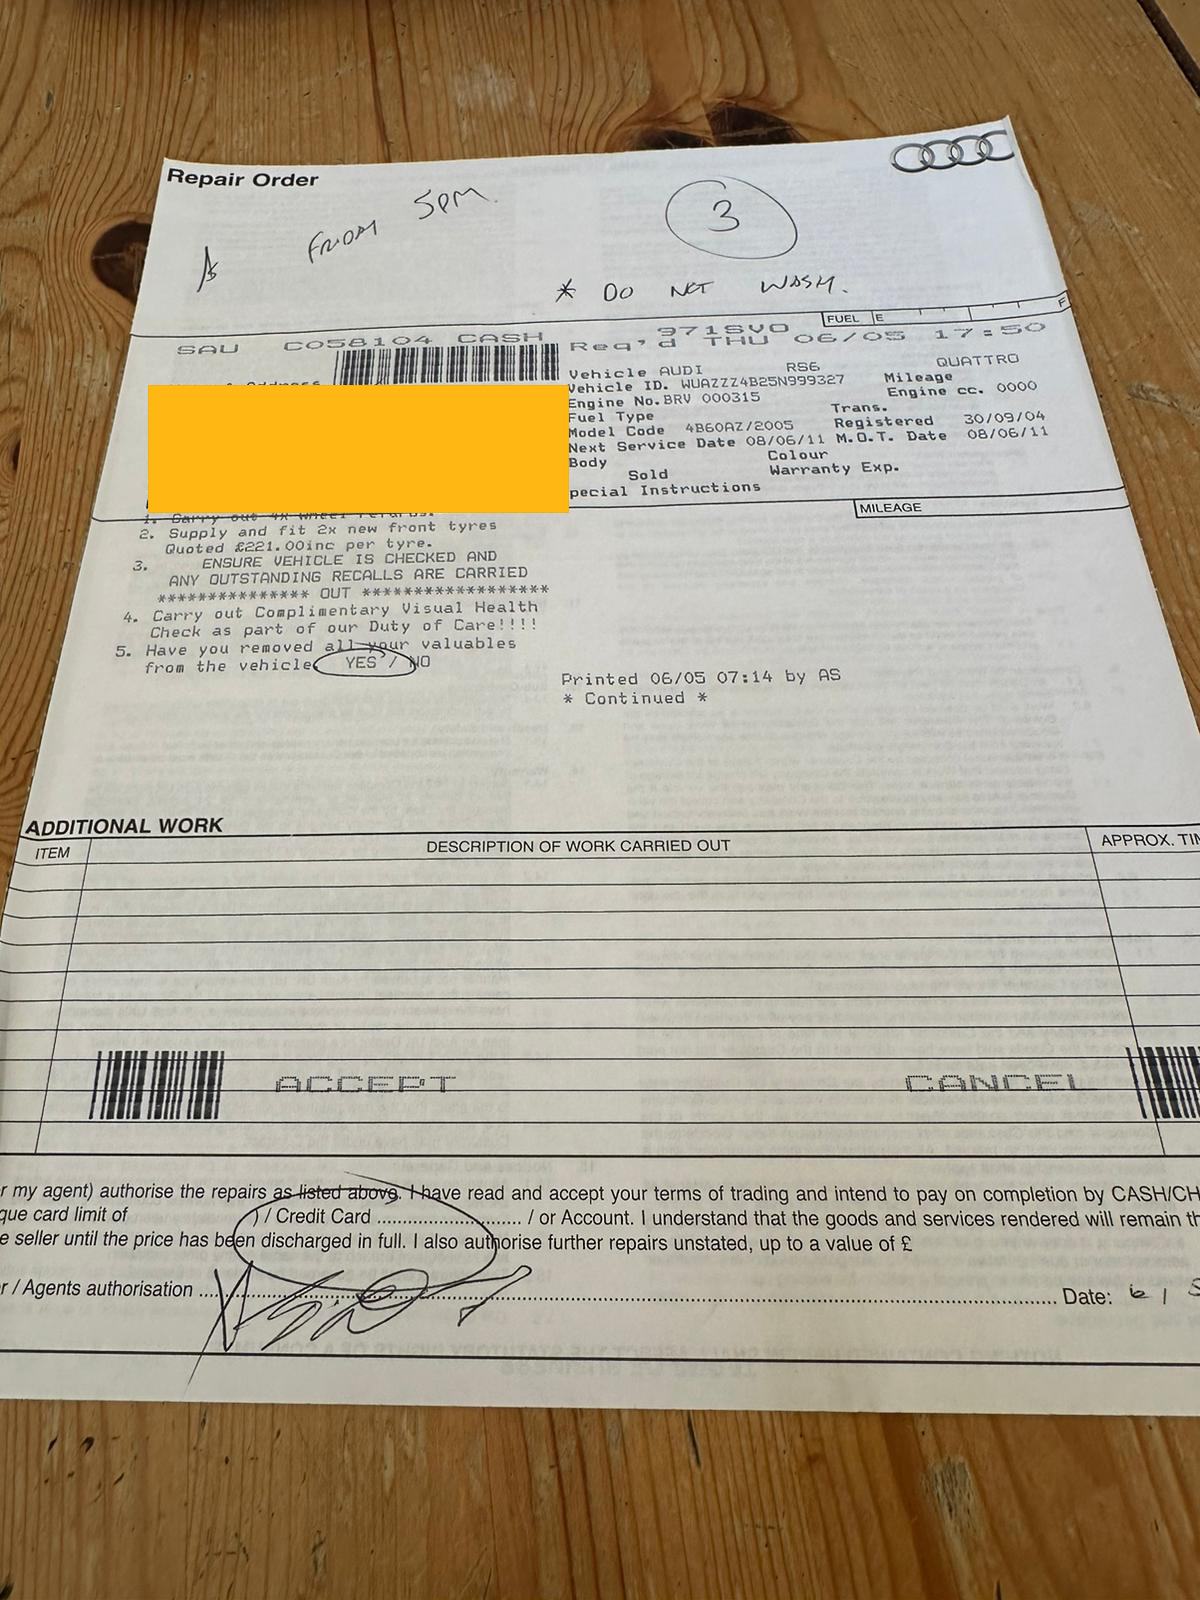 Repair Order
FRIDAY 5PM.
3
* DO NOT WASH.
FUEL E F
SAU C058104 CASH 971SVO
Req'd THU 06/05 17:50
Vehicle AUDI RS6 QUATTRO
Vehicle ID. WUAZZZ4B25N999327 Mileage
Engine No. BRV 000315 Engine cc. 0000
Fuel Type Trans.
Model Code 4B60AZ/2005 Registered 30/09/04
Next Service Date 08/06/11 M.O.T. Date 08/06/11
Body Colour
Sold Warranty Exp.
pecial Instructions
MILEAGE
1. Carry out 4x wheel refurbs.
2. Supply and fit 2x new front tyres
Quoted £221.00inc per tyre.
3. ENSURE VEHICLE IS CHECKED AND
ANY OUTSTANDING RECALLS ARE CARRIED
************** OUT *****************
4. Carry out Complimentary Visual Health
Check as part of our Duty of Care!!!!
5. Have you removed all your valuables
from the vehicle. YES / NO
Printed 06/05 07:14 by AS
* Continued *
ADDITIONAL WORK
ITEM DESCRIPTION OF WORK CARRIED OUT APPROX. TIM
ACCEPT CANCEL
r my agent) authorise the repairs as listed above. I have read and accept your terms of trading and intend to pay on completion by CASH/CH
que card limit of ) / Credit Card ........................... / or Account. I understand that the goods and services rendered will remain th
e seller until the price has been discharged in full. I also authorise further repairs unstated, up to a value of £
r / Agents authorisation ........................... Date: 6 / 5